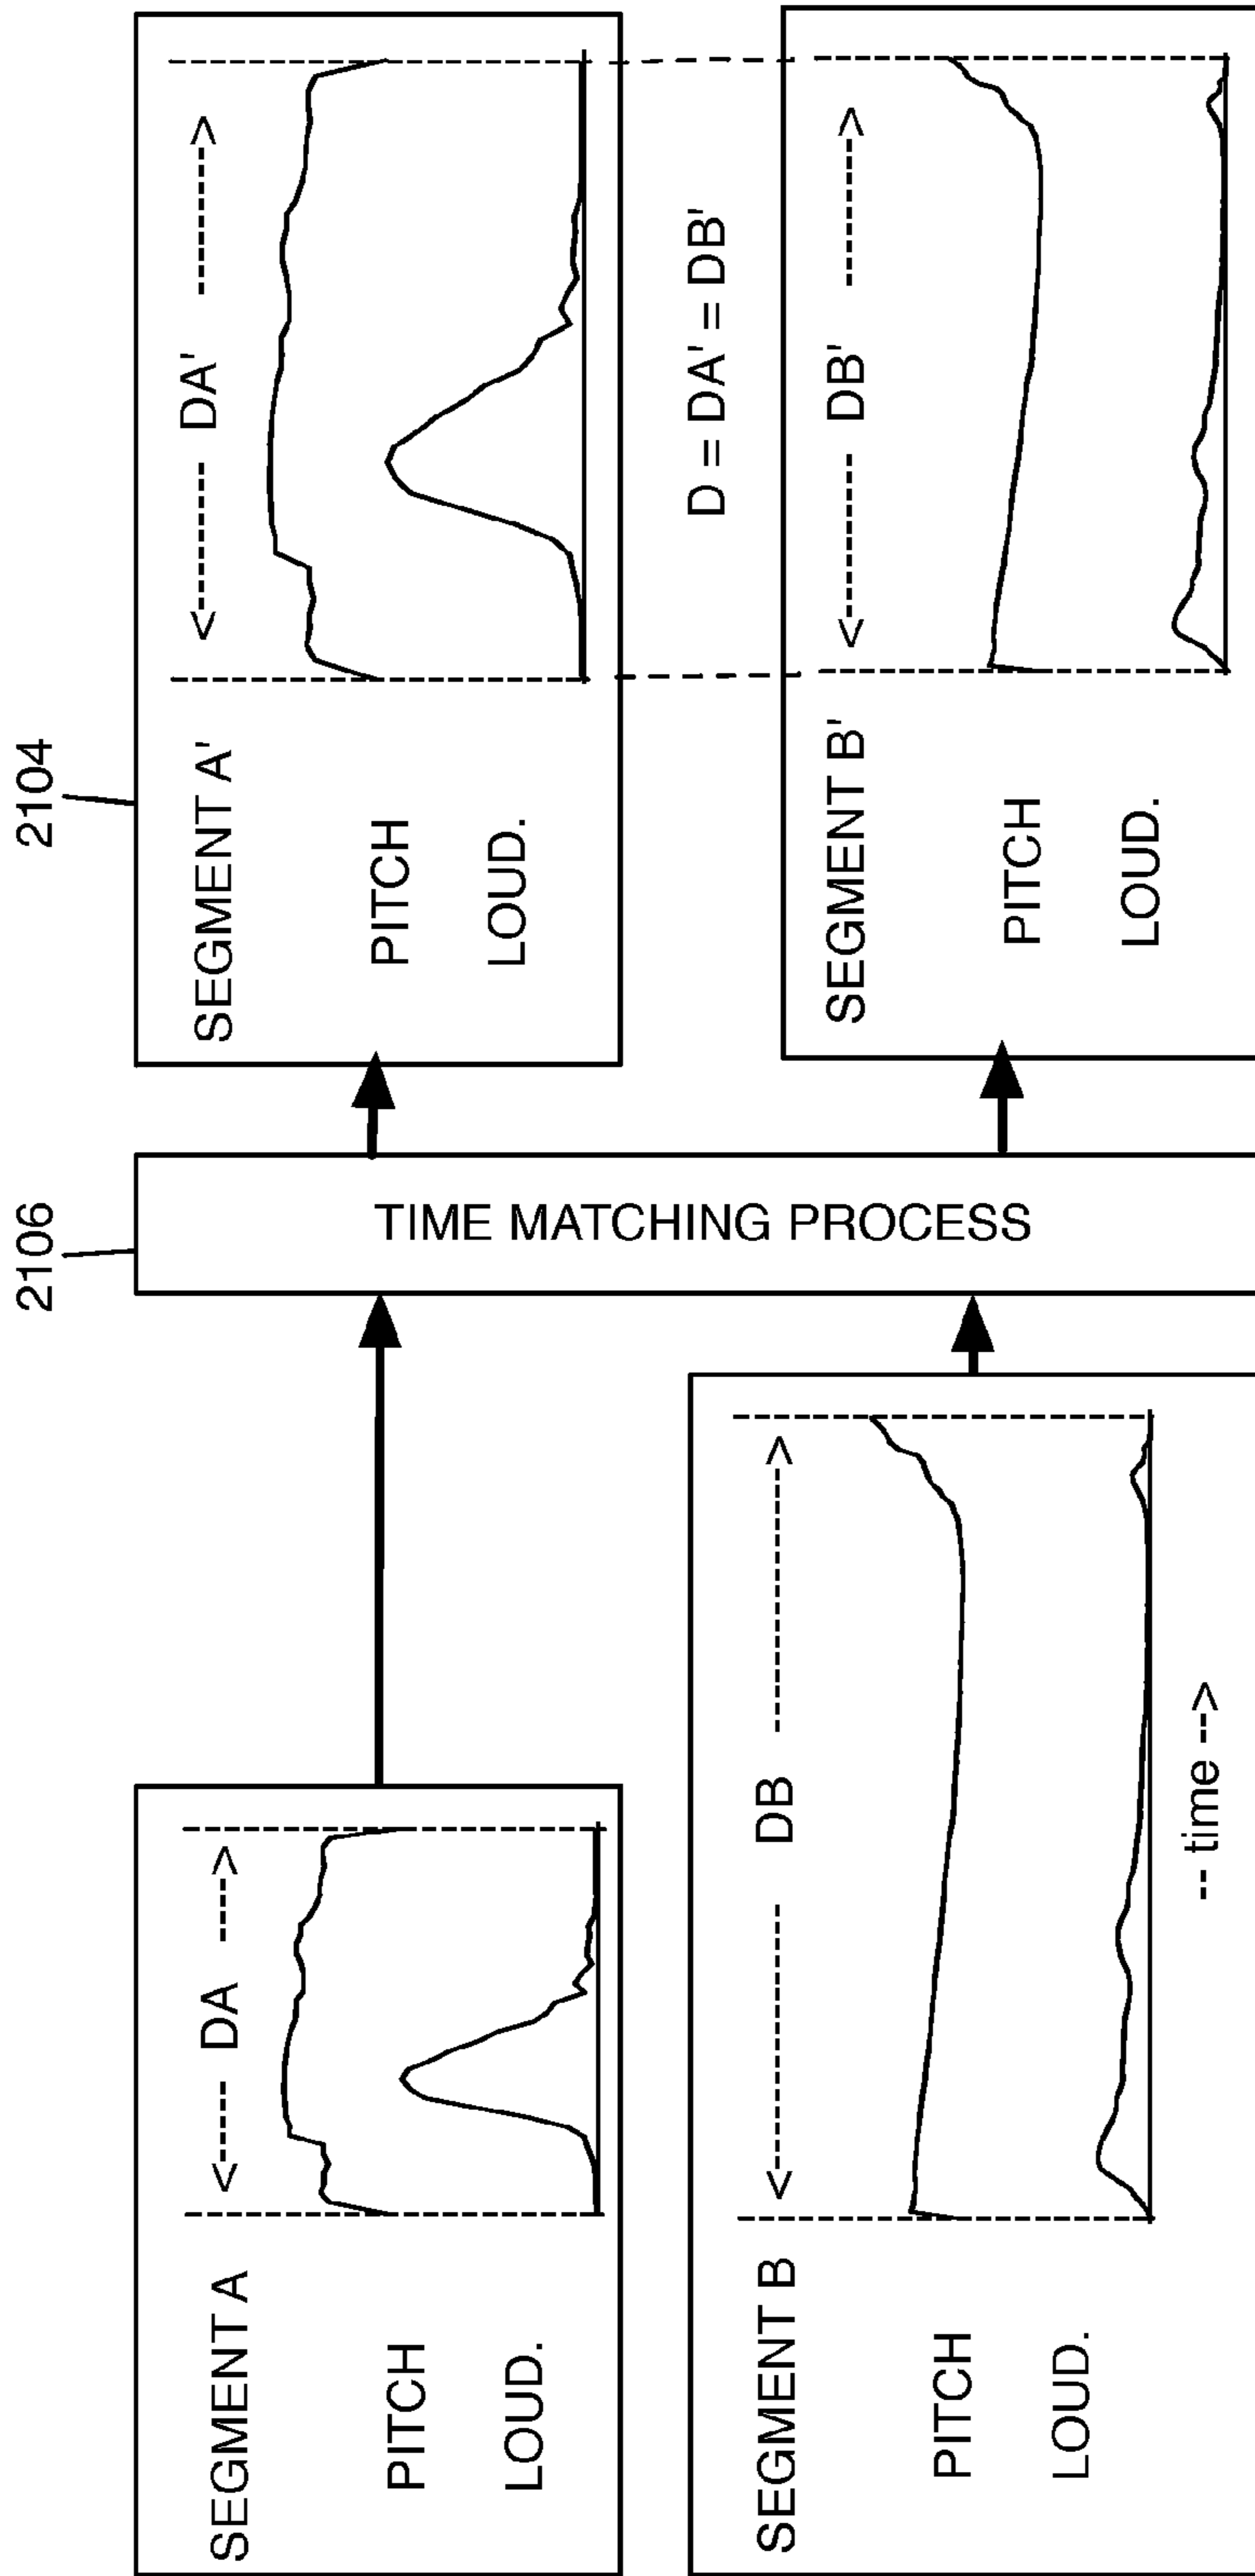 2106
2104
SEGMENT A
<---- DA ---->
PITCH
LOUD.
TIME MATCHING PROCESS
SEGMENT A'
<----- DA' ----->
PITCH
LOUD.
D = DA' = DB'
SEGMENT B
<---------- DB ---------->
PITCH
LOUD.
-- time -->
SEGMENT B'
<----- DB' ----->
PITCH
LOUD.